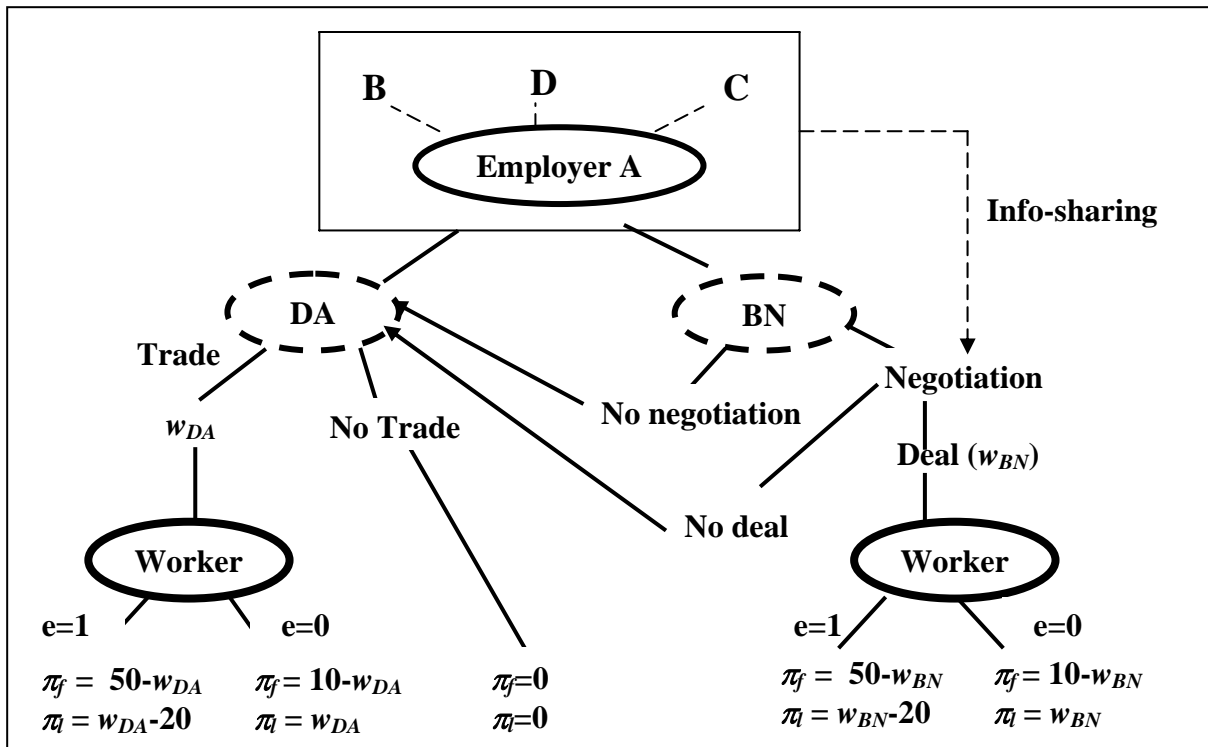 B D C
Employer A
Info-sharing
DA BN
Trade
Negotiation
No negotiation
w_DA No Trade
Deal (w_BN)
No deal
Worker Worker
e=1 e=0 e=1 e=0
π_f = 50-w_DA π_f = 10-w_DA π_f=0 π_f = 50-w_BN π_f = 10-w_BN
π_l = w_DA-20 π_l = w_DA π_l=0 π_l = w_BN-20 π_l = w_BN